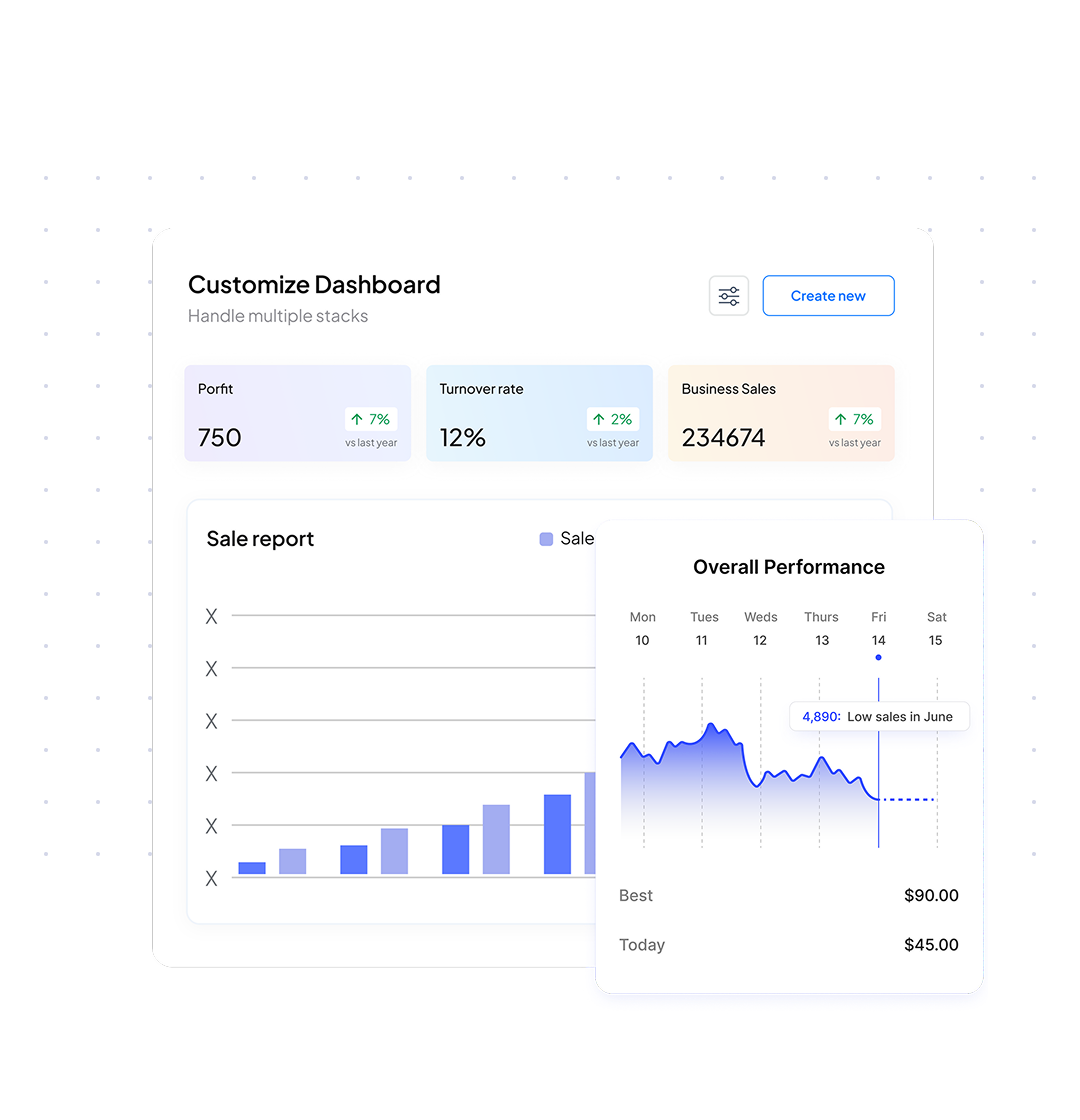 Customize Dashboard
Handle multiple stacks
Create new
Porfit
750
7%
vs last year
Turnover rate
12%
2%
vs last year
Business Sales
234674
7%
vs last year
Sale report
Sale
X
X
X
X
X
X
Overall Performance
Mon Tues Weds Thurs Fri Sat
10 11 12 13 14 15
4,890: Low sales in June
Best $90.00
Today $45.00